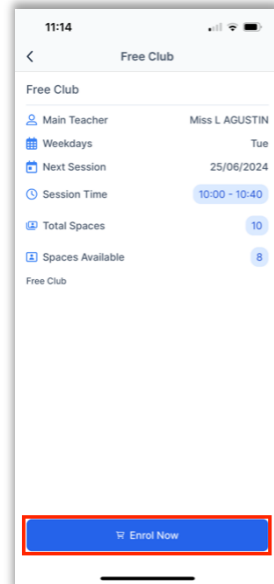 11:14
Free Club
Free Club
Main Teacher Miss L AGUSTIN
Weekdays Tue
Next Session 25/06/2024
Session Time 10:00 - 10:40
Total Spaces 10
Spaces Available 8
Free Club
Enrol Now